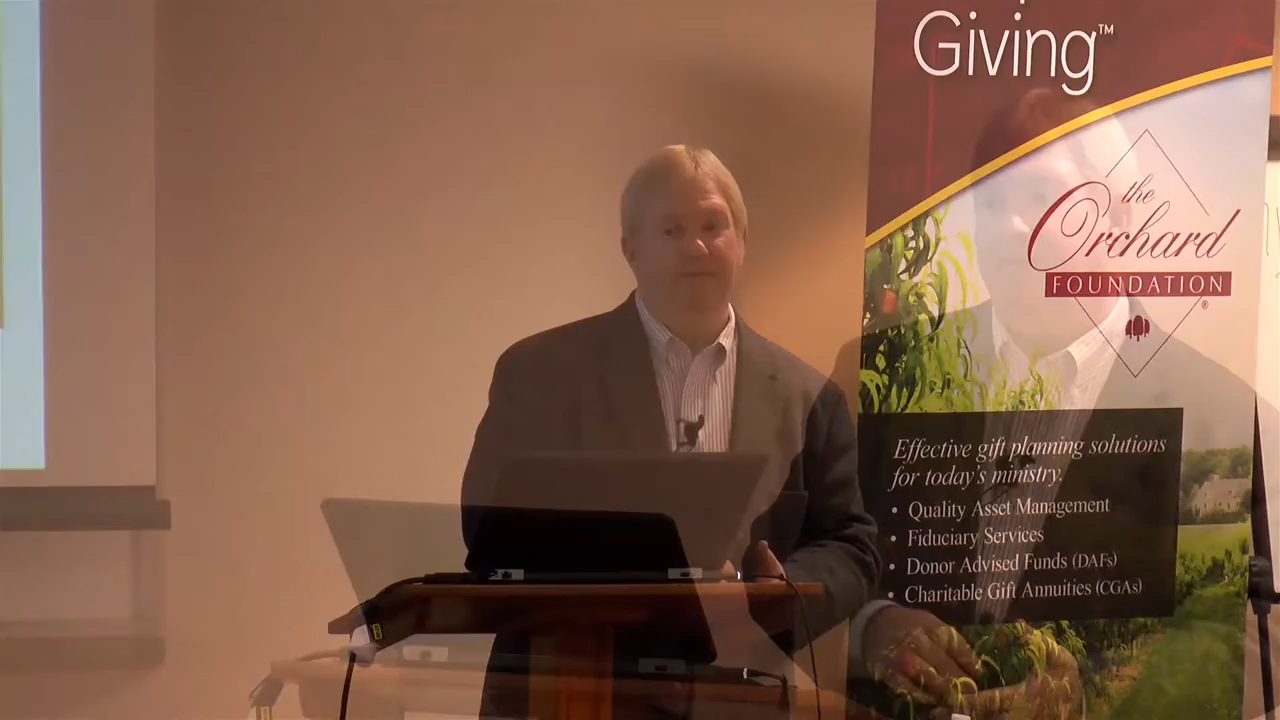 Giving™
the
Orchard
FOUNDATION®
Effective gift planning solutions
for today's ministry.
• Quality Asset Management
• Fiduciary Services
• Donor Advised Funds (DAFs)
• Charitable Gift Annuities (CGAs)